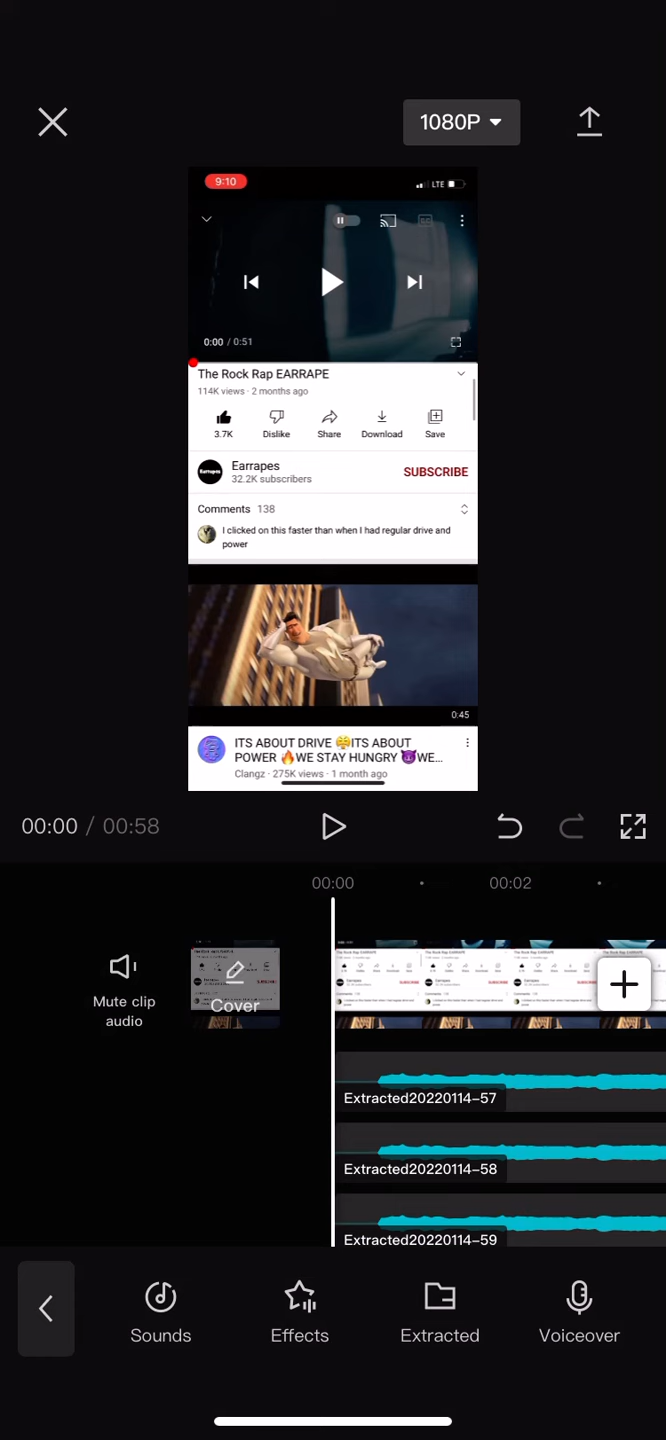 1080P
9:10
LTE
0:00 / 0:51
The Rock Rap EARRAPE
114K views · 2 months ago
3.7K
Dislike
Share
Download
Save
Earrapes
Earrapes
32.2K subscribers
SUBSCRIBE
Comments 138
I clicked on this faster than when I had regular drive and
power
0:45
ITS ABOUT DRIVE 😤ITS ABOUT
POWER 🔥WE STAY HUNGRY 😈WE...
Clangz · 275K views · 1 month ago
00:00 / 00:58
00:00
00:02
Mute clip
audio
Cover
Extracted20220114-57
Extracted20220114-58
Extracted20220114-59
Sounds
Effects
Extracted
Voiceover